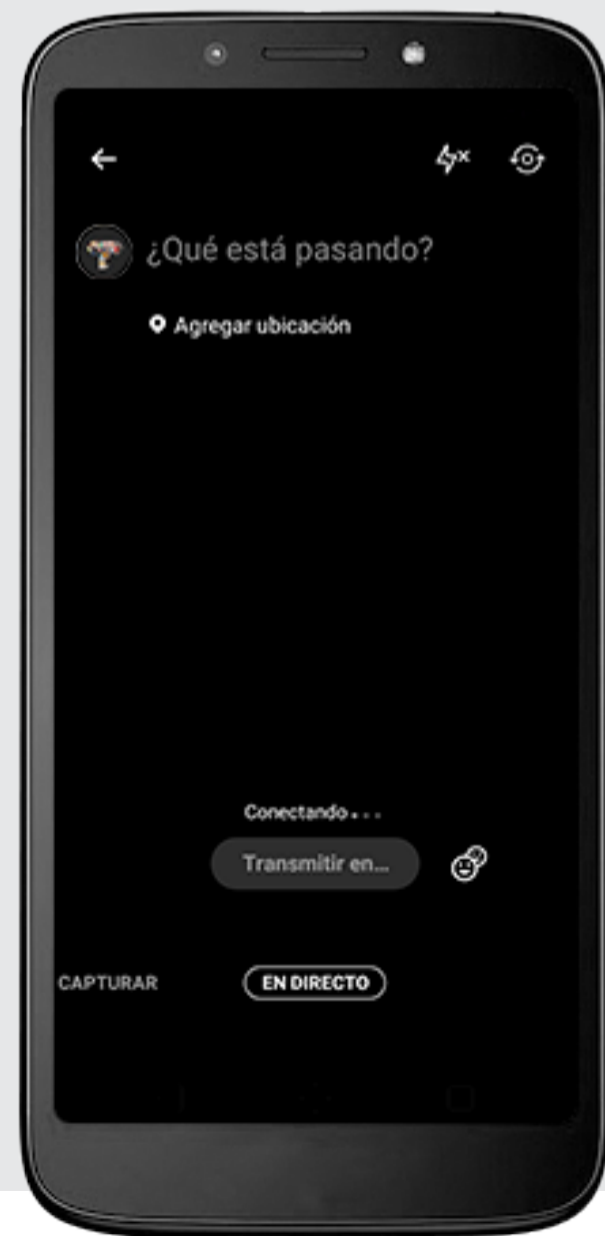 ¿Qué está pasando?
Agregar ubicación
Conectando...
Transmitir en...
CAPTURAR
EN DIRECTO